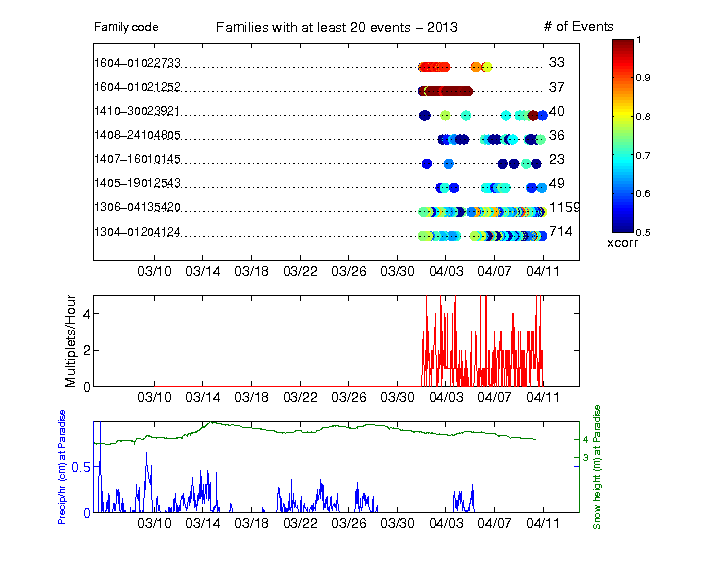 Family code Families with at least 20 events – 2013 # of Events
1604–01022733 33
1604–01021252 37
1410–30023921 40
1408–24104805 36
1407–16010145 23
1405–19012543 49
1306–04135420 1159
1304–01204124 714
03/10 03/14 03/18 03/22 03/26 03/30 04/03 04/07 04/11
1
0.9
0.8
0.7
0.6
0.5
xcorr
Multiplets/Hour
4
2
0
03/10 03/14 03/18 03/22 03/26 03/30 04/03 04/07 04/11
Precip/hr (cm) at Paradise
0.5
0
4
3
Snow height (m) at Paradise
03/10 03/14 03/18 03/22 03/26 03/30 04/03 04/07 04/11